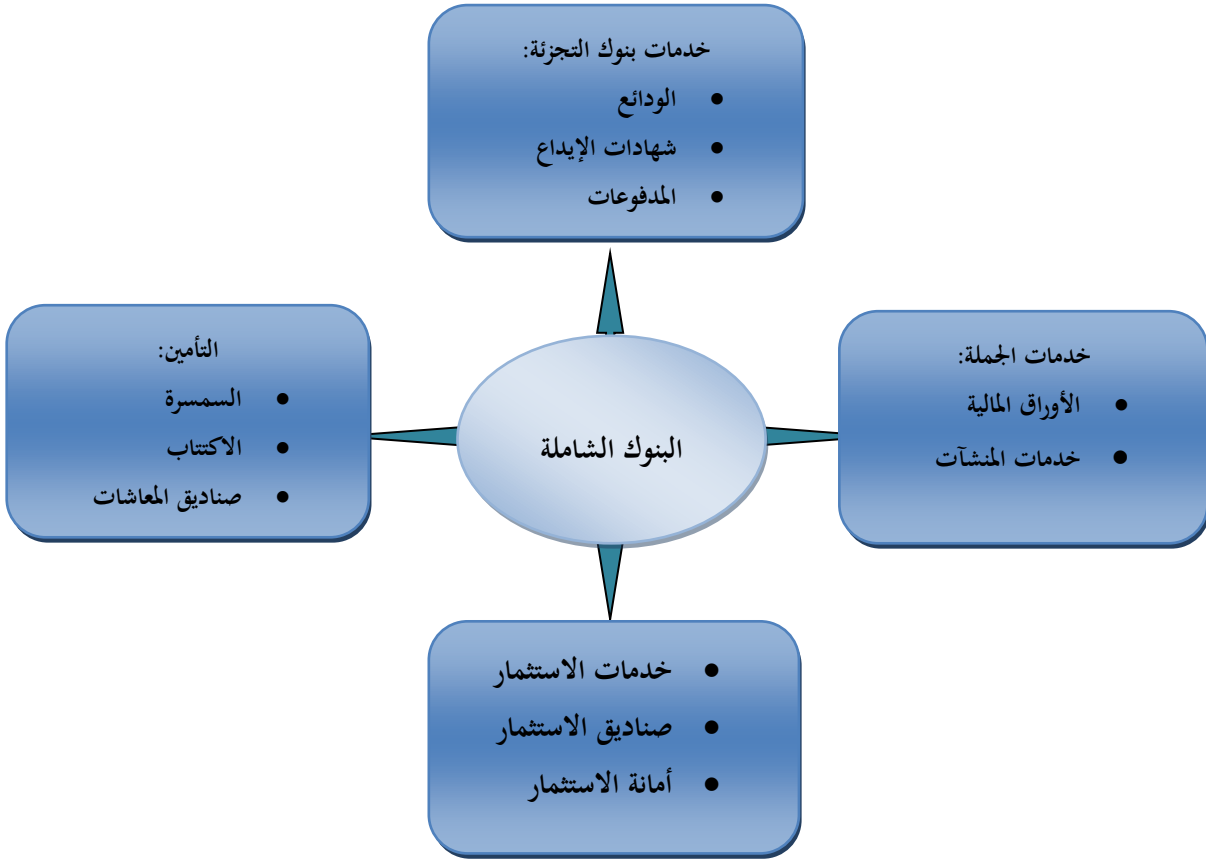 خدمات بنوك التجزئة:
● الودائع
● شهادات الإيداع
● المدفوعات
خدمات الجملة:
● الأوراق المالية
● خدمات المنشآت
البنوك الشاملة
التأمين:
● السمسرة
● الاكتتاب
● صناديق المعاشات
● خدمات الاستثمار
● صناديق الاستثمار
● أمانة الاستثمار